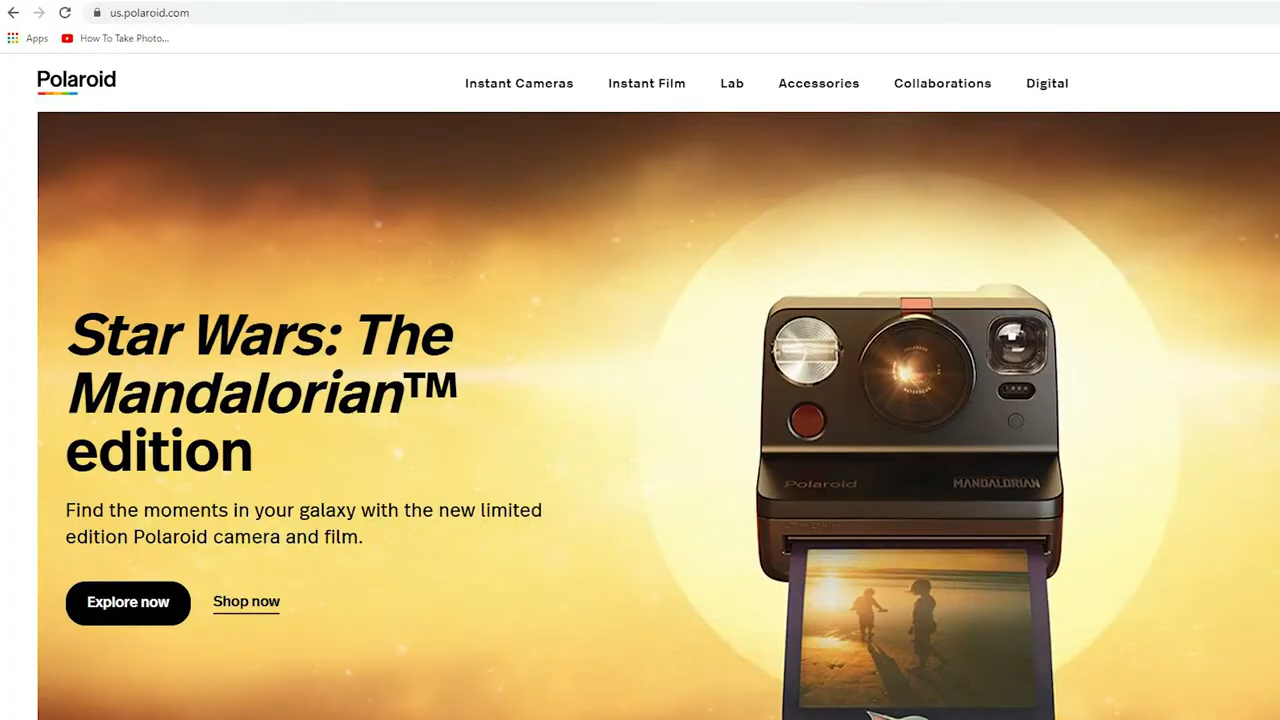 us.polaroid.com
Apps How To Take Photo...
Polaroid
Instant Cameras Instant Film Lab Accessories Collaborations Digital
Star Wars: The
Mandalorian™
edition
Find the moments in your galaxy with the new limited
edition Polaroid camera and film.
Explore now Shop now
Polaroid MANDALORIAN